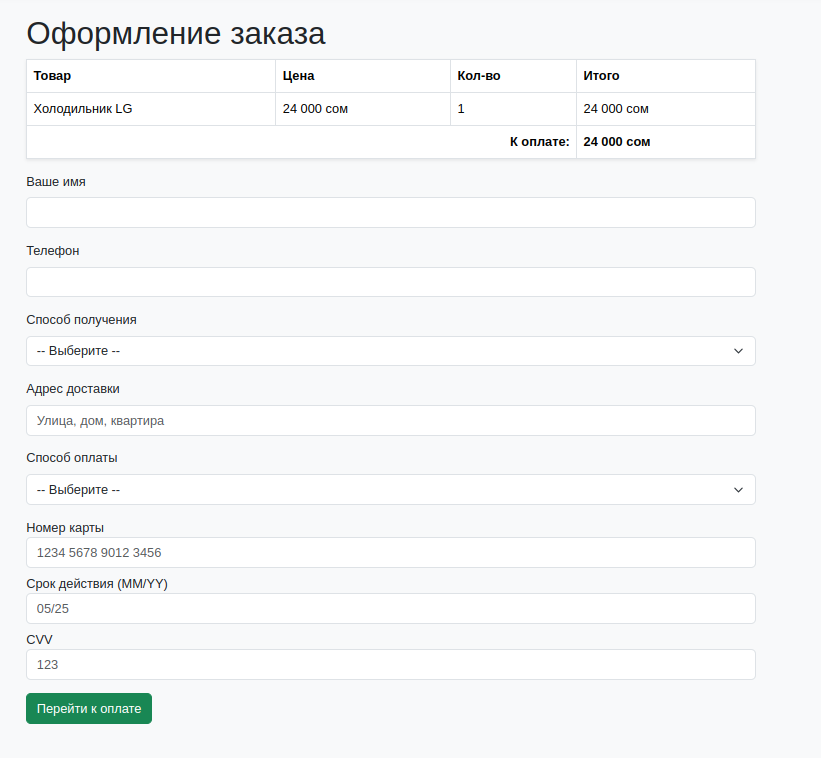 Оформление заказа
Товар Цена Кол-во Итого
Холодильник LG 24 000 сом 1 24 000 сом
К оплате: 24 000 сом
Ваше имя
Телефон
Способ получения
-- Выберите --
Адрес доставки
Улица, дом, квартира
Способ оплаты
-- Выберите --
Номер карты
1234 5678 9012 3456
Срок действия (MM/YY)
05/25
CVV
123
Перейти к оплате